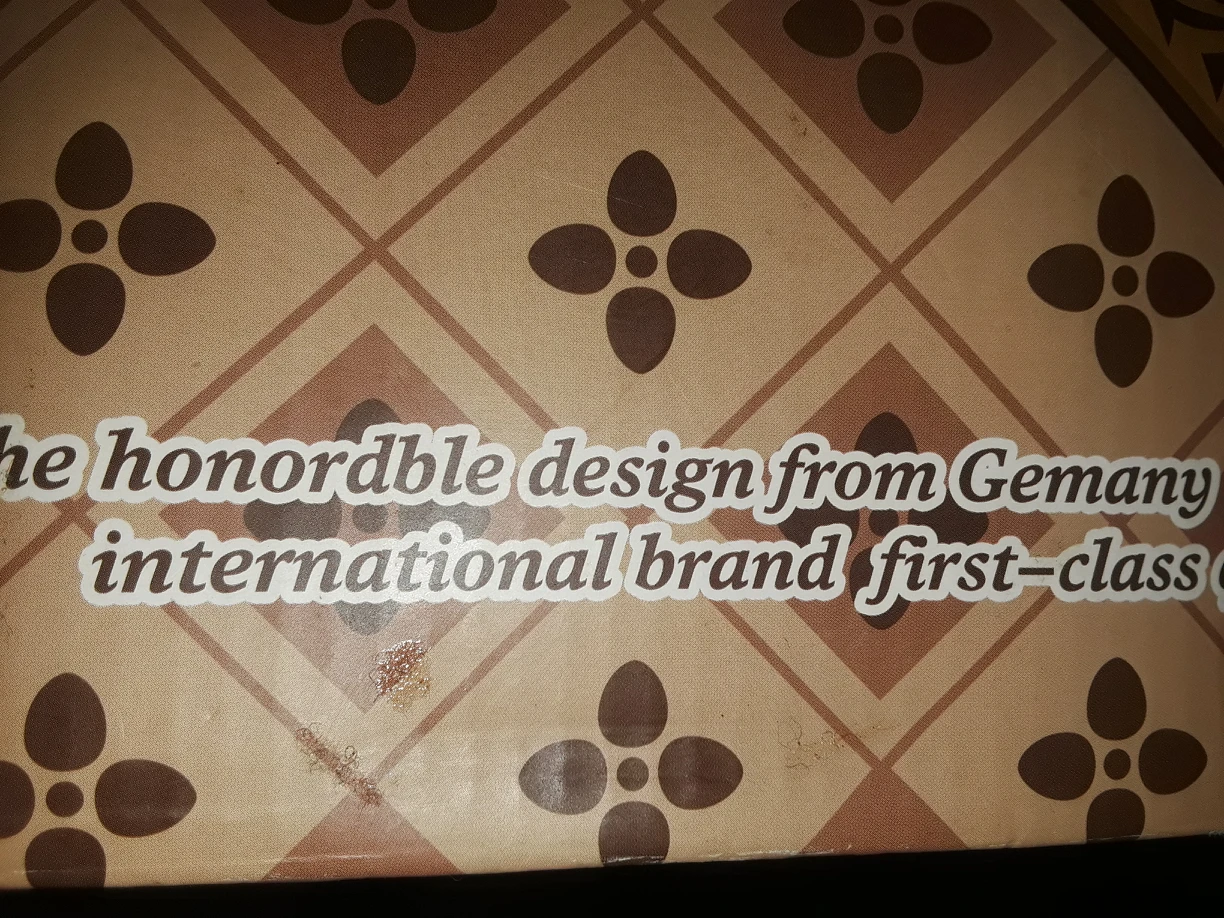 he honordble design from Gemany
international brand first-class